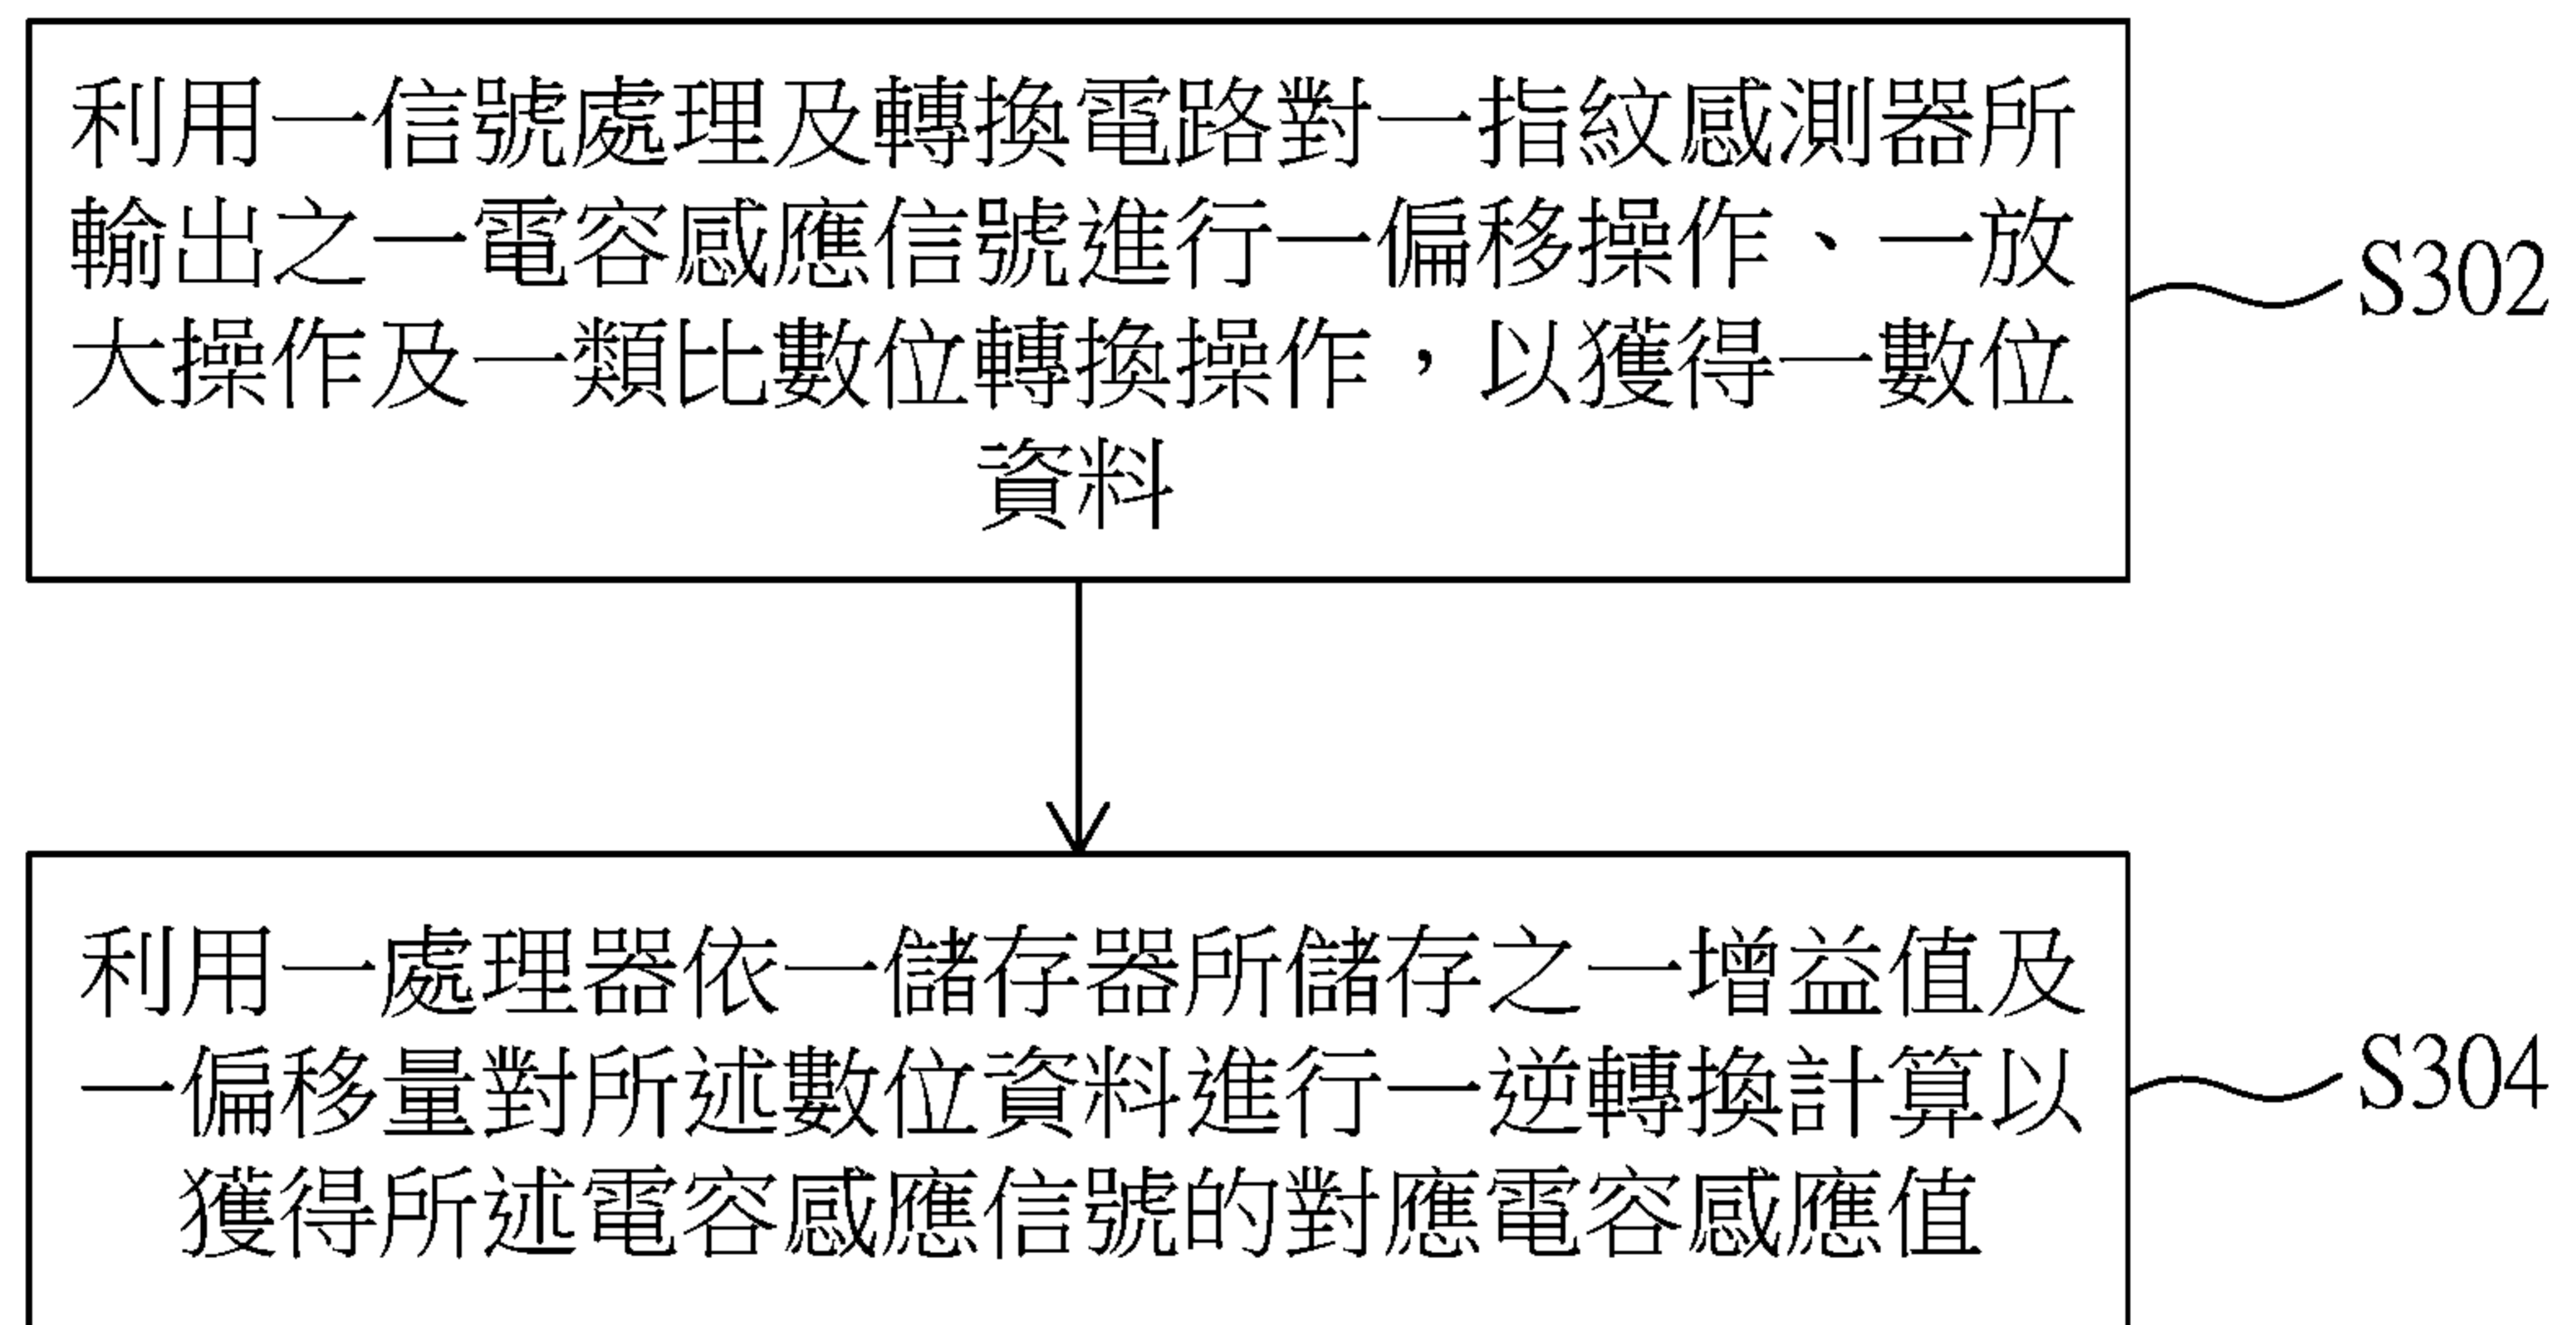 利用一信號處理及轉換電路對一指紋感測器所
輸出之一電容感應信號進行一偏移操作、一放
大操作及一類比數位轉換操作，以獲得一數位
資料
S302
利用一處理器依一儲存器所儲存之一增益值及
一偏移量對所述數位資料進行一逆轉換計算以
獲得所述電容感應信號的對應電容感應值
S304